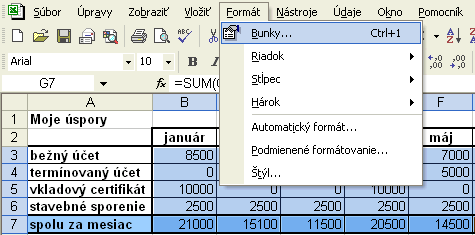 Súbor Úpravy Zobraziť Vložiť Formát Nástroje Údaje Okno Pomocník
Bunky... Ctrl+1
Arial 10 B
Riadok
G7 =SUM(
Stĺpec
A B F
Hárok
1 Moje úspory
Automatický formát...
2 január máj
Podmienené formátovanie...
3 bežný účet 8500 7000
Štýl...
4 termínovaný účet 0 5000
5 vkladový certifikát 10000 0 0 10000 0
6 stavebné sporenie 2500 2500 2500 2500 2500
7 spolu za mesiac 21000 15100 11500 20500 14500